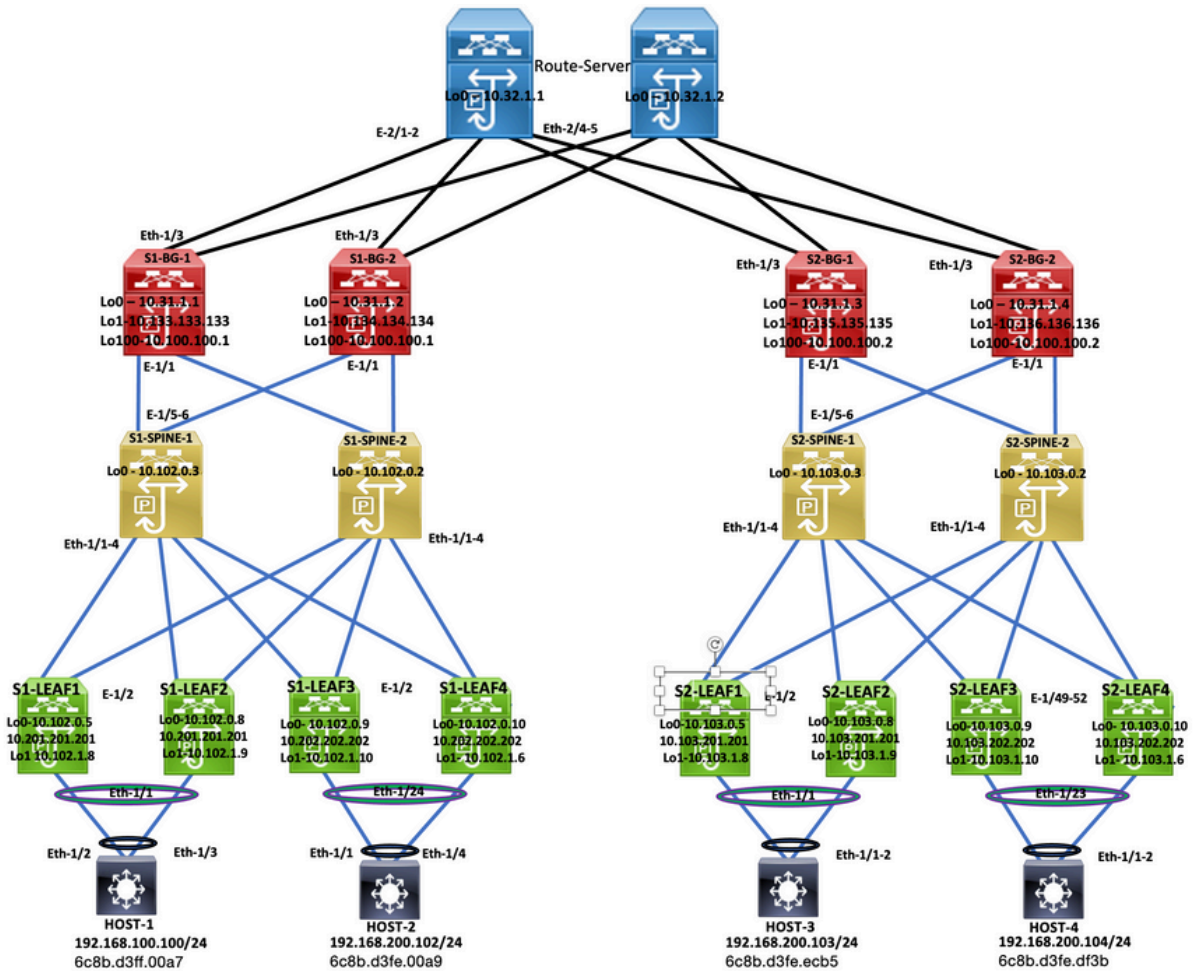 Route-Server
Lo0 - 10.32.1.1
Lo0 - 10.32.1.2
E-2/1-2
Eth-2/4-5
Eth-1/3
Eth-1/3
Eth-1/3
Eth-1/3
S1-BG-1
Lo0 – 10.31.1.1
Lo1-10.133.133.133
Lo100-10.100.100.1
S1-BG-2
Lo0 – 10.31.1.2
Lo1-10.134.134.134
Lo100-10.100.100.1
S2-BG-1
Lo0 – 10.31.1.3
Lo1-10.135.135.135
Lo100-10.100.100.2
S2-BG-2
Lo0 – 10.31.1.4
Lo1-10.136.136.136
Lo100-10.100.100.2
E-1/1
E-1/1
E-1/1
E-1/1
E-1/5-6
E-1/5-6
S1-SPINE-1
Lo0 - 10.102.0.3
P
S1-SPINE-2
Lo0 - 10.102.0.2
P
S2-SPINE-1
Lo0 - 10.103.0.3
P
S2-SPINE-2
Lo0 - 10.103.0.2
P
Eth-1/1-4
Eth-1/1-4
Eth-1/1-4
Eth-1/1-4
S1-LEAF1
Lo0-10.102.0.5
10.201.201.201
Lo1 10.102.1.8
E-1/2
S1-LEAF2
Lo0-10.102.0.8
10.201.201.201
Lo1-10.102.1.9
S1-LEAF3
Lo0- 10.102.0.9
10.202.202.202
Lo1-10.102.1.10
E-1/2
S1-LEAF4
Lo0-10.102.0.10
10.202.202.202
Lo1- 10.102.1.6
S2-LEAF1
Lo0-10.103.0.5
10.103.201.201
Lo1-10.103.1.8
E-1/2
S2-LEAF2
Lo0-10.103.0.8
10.103.201.201
Lo1-10.103.1.9
S2-LEAF3
Lo0-10.103.0.9
10.103.202.202
Lo1-10.103.1.10
E-1/49-52
S2-LEAF4
Lo0- 10.103.0.10
10.103.202.202
Lo1- 10.103.1.6
Eth-1/1
Eth-1/24
Eth-1/1
Eth-1/23
Eth-1/2
Eth-1/3
Eth-1/1
Eth-1/4
Eth-1/1-2
Eth-1/1-2
HOST-1
192.168.100.100/24
6c8b.d3ff.00a7
HOST-2
192.168.200.102/24
6c8b.d3fe.00a9
HOST-3
192.168.200.103/24
6c8b.d3fe.ecb5
HOST-4
192.168.200.104/24
6c8b.d3fe.df3b